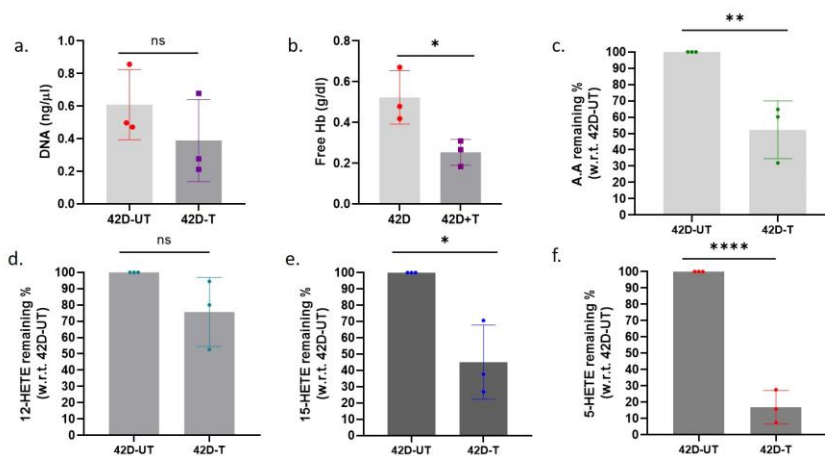 a.
ns
DNA (ng/µl)
1.0
0.8
0.6
0.4
0.2
0.0
42D-UT 42D-T
b.
*
Free Hb (g/dl)
0.8
0.6
0.4
0.2
0.0
42D 42D+T
c.
**
A.A remaining %
(w.r.t. 42D-UT)
100
90
80
70
60
50
40
30
20
10
0
42D-UT 42D-T
d.
ns
12-HETE remaining %
(w.r.t. 42D-UT)
100
90
80
70
60
50
40
30
20
10
0
42D-UT 42D-T
e.
*
15-HETE remaining %
(w.r.t. 42D-UT)
100
90
80
70
60
50
40
30
20
10
0
42D-UT 42D-T
f.
****
5-HETE remaining %
(w.r.t. 42D-UT)
100
90
80
70
60
50
40
30
20
10
0
42D-UT 42D-T